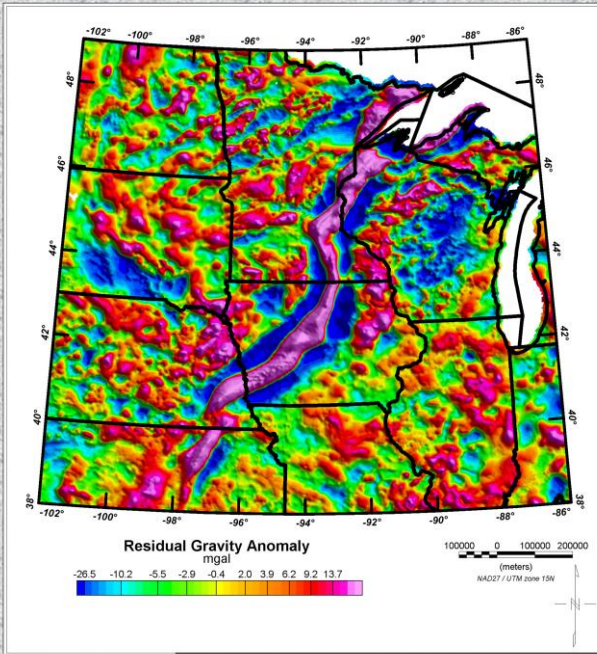 -102° -100° -98° -96° -94° -92° -90° -88° -86°
48° 48°
46° 46°
44° 44°
42° 42°
40° 40°
38° 38°
-102° -100° -98° -96° -94° -92° -90° -88° -86°
Residual Gravity Anomaly
mgal
-26.5 -10.2 -5.5 -2.9 -0.4 2.0 3.9 6.2 9.2 13.7
100000 0 100000 200000
(meters)
NAD27 / UTM zone 15N
N